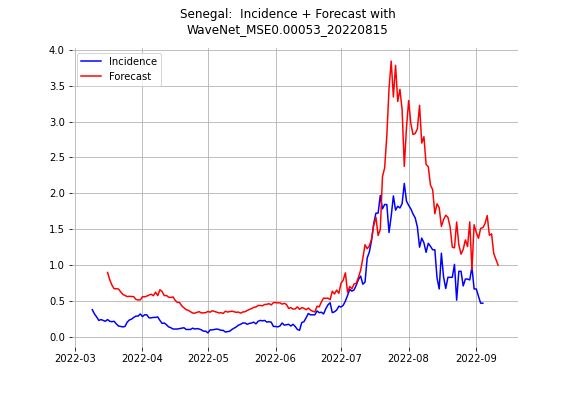 Senegal:  Incidence + Forecast with
WaveNet_MSE0.00053_20220815
Incidence
Forecast
4.0
3.5
3.0
2.5
2.0
1.5
1.0
0.5
0.0
2022-03 2022-04 2022-05 2022-06 2022-07 2022-08 2022-09